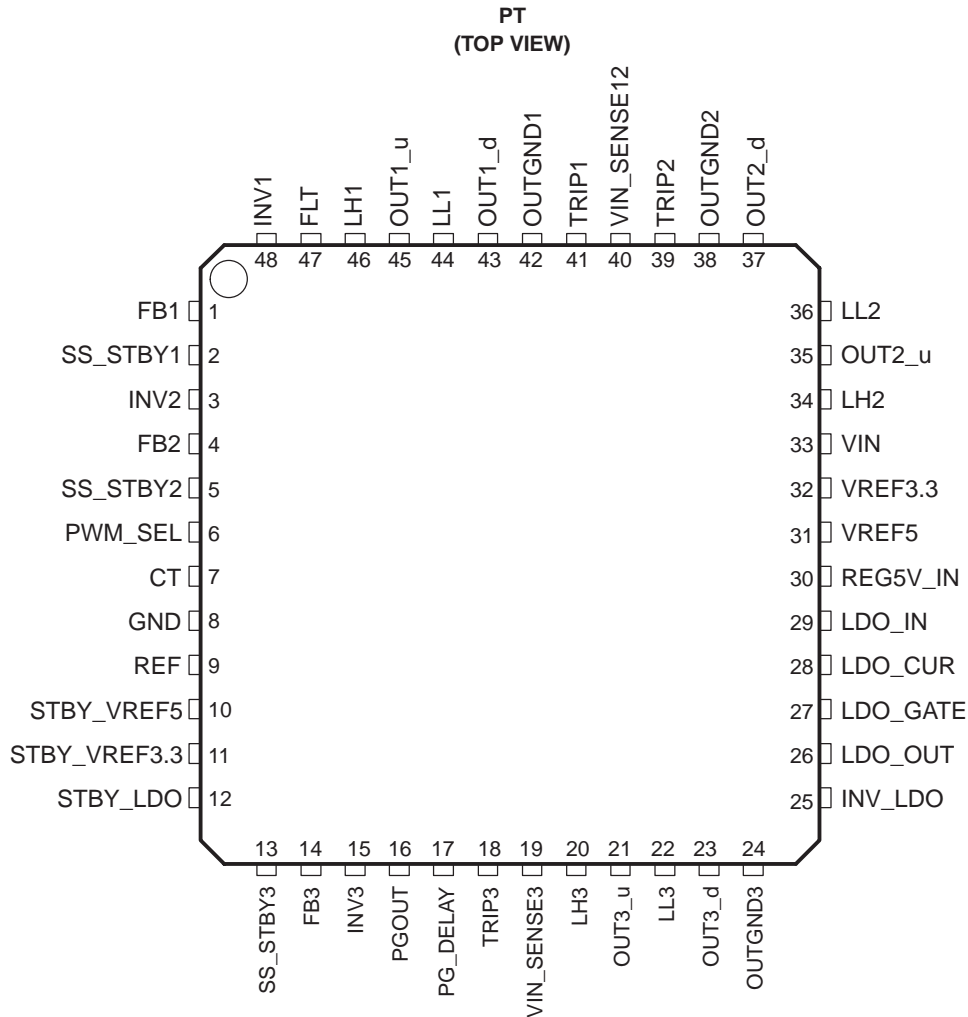 PT
(TOP VIEW)
INV1
FLT
LH1
OUT1_u
LL1
OUT1_d
OUTGND1
TRIP1
VIN_SENSE12
TRIP2
OUTGND2
OUT2_d
48 47 46 45 44 43 42 41 40 39 38 37
FB1 1
SS_STBY1 2
INV2 3
FB2 4
SS_STBY2 5
PWM_SEL 6
CT 7
GND 8
REF 9
STBY_VREF5 10
STBY_VREF3.3 11
STBY_LDO 12
36 LL2
35 OUT2_u
34 LH2
33 VIN
32 VREF3.3
31 VREF5
30 REG5V_IN
29 LDO_IN
28 LDO_CUR
27 LDO_GATE
26 LDO_OUT
25 INV_LDO
13 14 15 16 17 18 19 20 21 22 23 24
SS_STBY3
FB3
INV3
PGOUT
PG_DELAY
TRIP3
VIN_SENSE3
LH3
OUT3_u
LL3
OUT3_d
OUTGND3